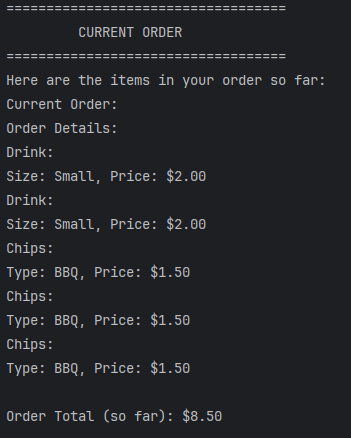 ===================================
CURRENT ORDER
===================================
Here are the items in your order so far:
Current Order:
Order Details:
Drink:
Size: Small, Price: $2.00
Drink:
Size: Small, Price: $2.00
Chips:
Type: BBQ, Price: $1.50
Chips:
Type: BBQ, Price: $1.50
Chips:
Type: BBQ, Price: $1.50
Order Total (so far): $8.50